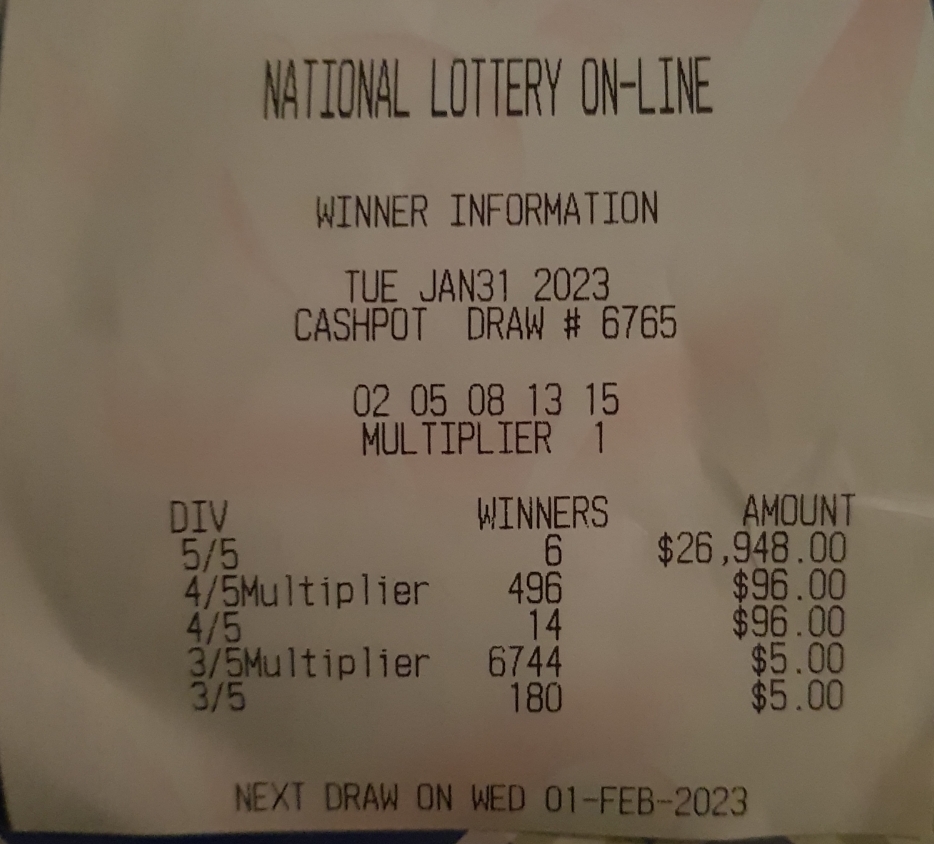 NATIONAL LOTTERY ON-LINE
WINNER INFORMATION
TUE JAN31 2023
CASHPOT DRAW # 6765
02 05 08 13 15
MULTIPLIER 1
DIV WINNERS AMOUNT
5/5 6 $26,948.00
4/5Multiplier 496 $96.00
4/5 14 $96.00
3/5Multiplier 6744 $5.00
3/5 180 $5.00
NEXT DRAW ON WED 01-FEB-2023